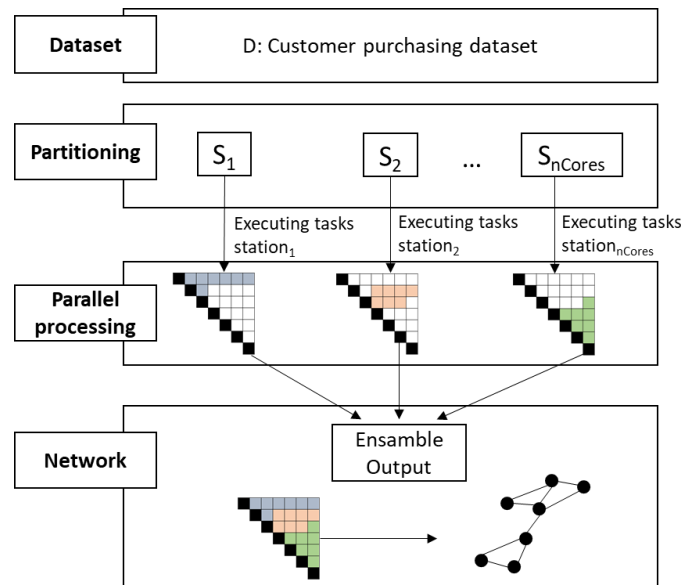 Dataset
D: Customer purchasing dataset
Partitioning
S1
S2
...
SnCores
Executing tasks
station1
Executing tasks
station2
Executing tasks
stationnCores
Parallel
processing
Network
Ensamble
Output